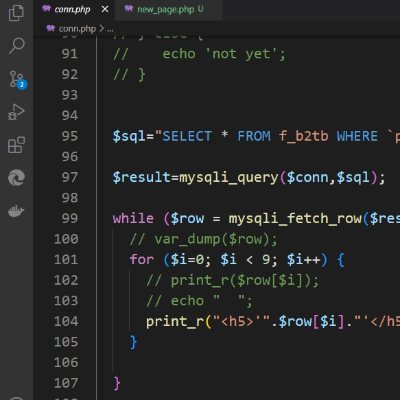 conn.php × new_page.php U
conn.php > ...
91 // echo 'not yet';
92 // }
93
94
95 $sql="SELECT * FROM f_b2tb WHERE `p
96
97 $result=mysqli_query($conn,$sql);
98
99 while ($row = mysqli_fetch_row($res
100 // var_dump($row);
101 for ($i=0; $i < 9; $i++) {
102 // print_r($row[$i]);
103 // echo "  ";
104 print_r("<h5>'".$row[$i]."'</h5
105 }
106
107 }
2